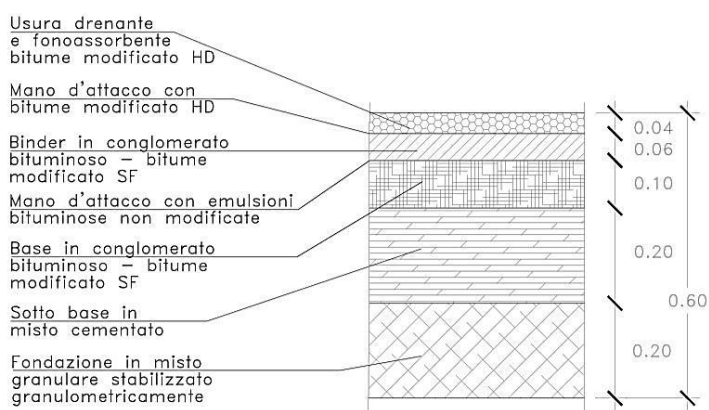 Usura drenante
e fonoassorbente
bitume modificato HD
Mano d'attacco con
bitume modificato HD
Binder in conglomerato
bituminoso – bitume
modificato SF
Mano d'attacco con emulsioni
bituminose non modificate
Base in conglomerato
bituminoso – bitume
modificato SF
Sotto base in
misto cementato
Fondazione in misto
granulare stabilizzato
granulometricamente
0.04
0.06
0.10
0.20
0.60
0.20